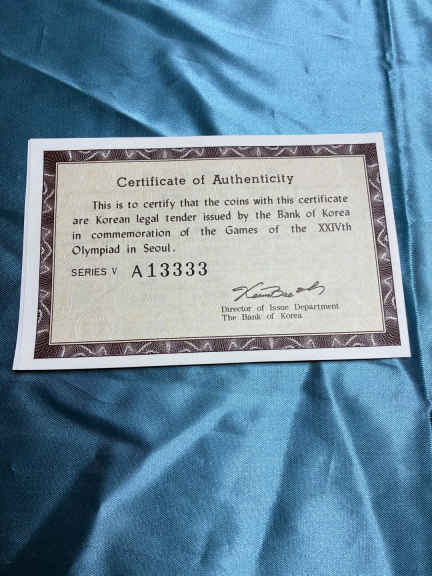 Certificate of Authenticity
This is to certify that the coins with this certificate
are Korean legal tender issued by the Bank of Korea
in commemoration of the Games of the XXIVth
Olympiad in Seoul.
SERIES V A13333
Director of Issue Department
The Bank of Korea